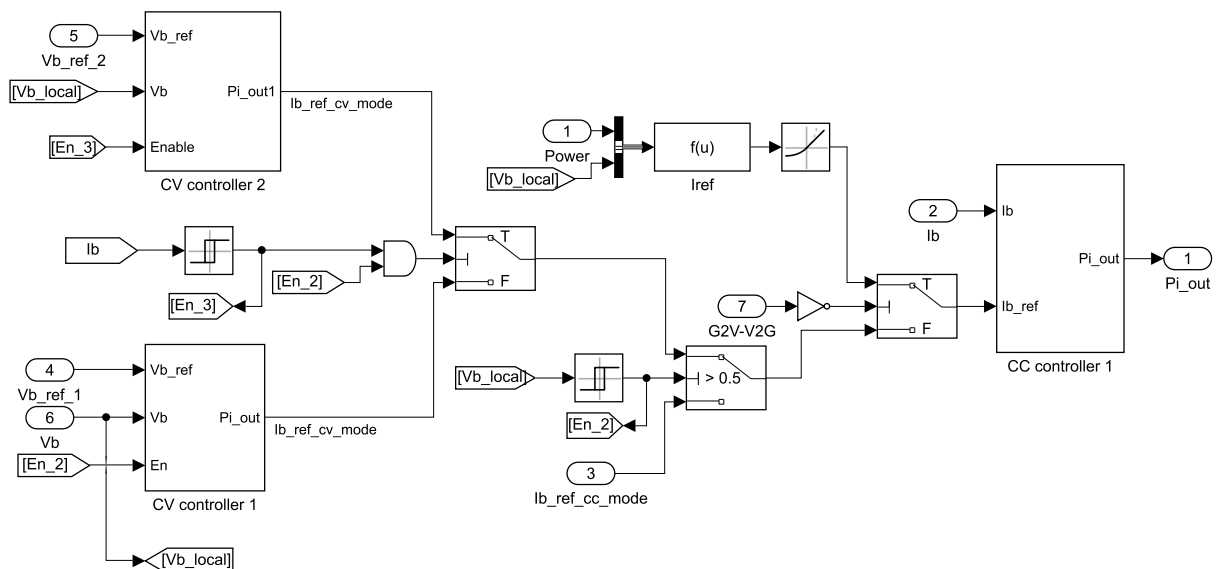 5
Vb_ref_2
[Vb_local]
[En_3]
Vb_ref
Vb
Enable
Pi_out1
CV controller 2
Ib_ref_cv_mode
1
Power
[Vb_local]
f(u)
Iref
Ib
[En_3]
[En_2]
T
F
4
Vb_ref_1
6
Vb
[En_2]
Vb_ref
Vb
En
Pi_out
CV controller 1
Ib_ref_cv_mode
[Vb_local]
[Vb_local]
[En_2]
3
Ib_ref_cc_mode
> 0.5
7
G2V-V2G
T
F
2
Ib
Ib
Ib_ref
Pi_out
CC controller 1
1
Pi_out